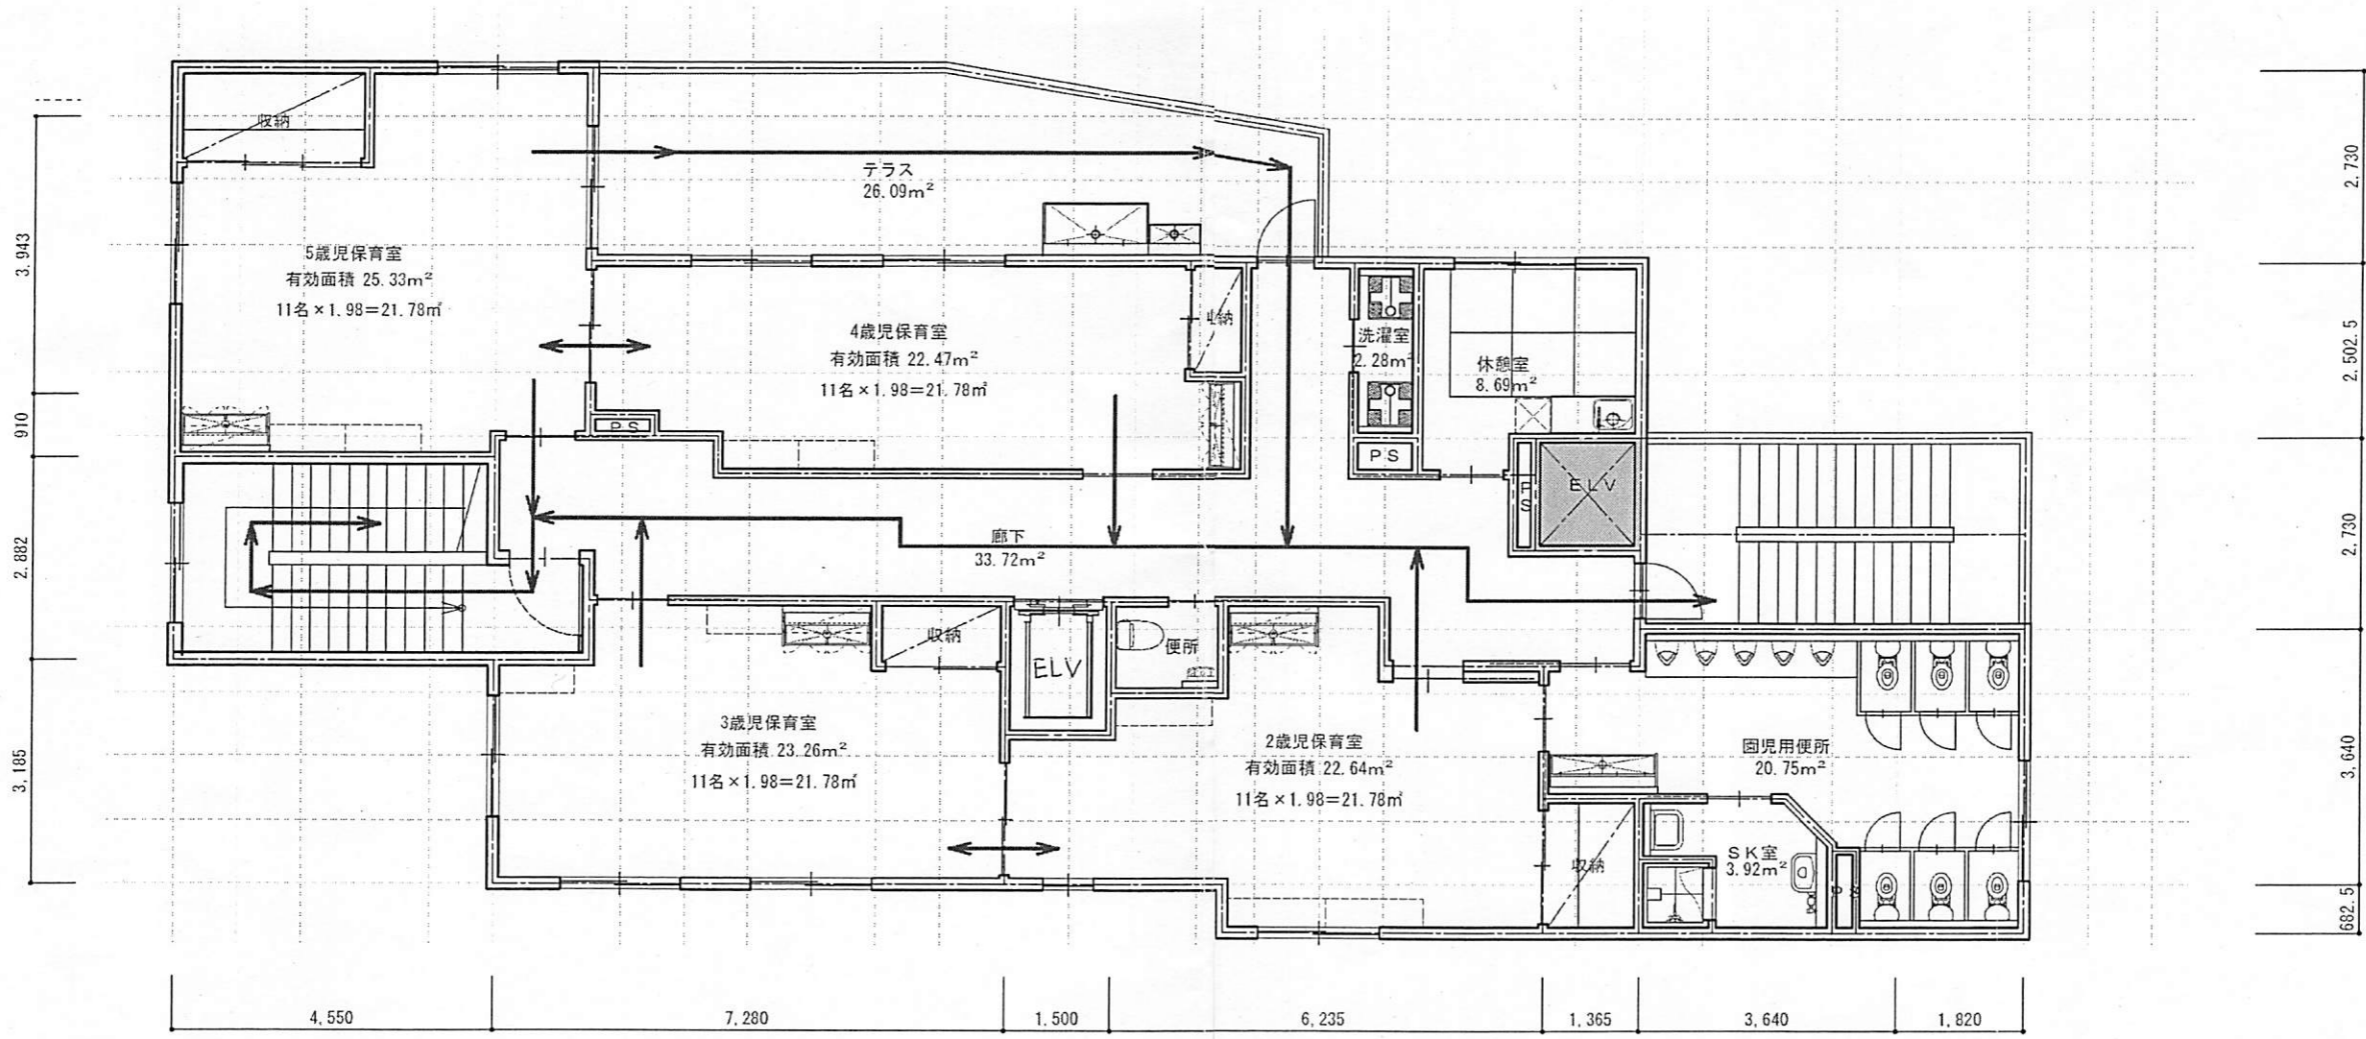 収納
テラス
26.09m²
5歳児保育室
有効面積 25.33m²
11名×1.98=21.78㎡
4歳児保育室
有効面積 22.47m²
11名×1.98=21.78㎡
収納
洗濯室
2.28m²
休憩室
8.69m²
PS
PS
PS
ELV
廊下
33.72m²
収納
ELV
便所
3歳児保育室
有効面積 23.26m²
11名×1.98=21.78㎡
2歳児保育室
有効面積 22.64m²
11名×1.98=21.78㎡
園児用便所
20.75m²
収納
SK室
3.92m²
3,943
910
2,882
3,185
2,730
2,502.5
2,730
3,640
682.5
4,550
7,280
1,500
6,235
1,365
3,640
1,820